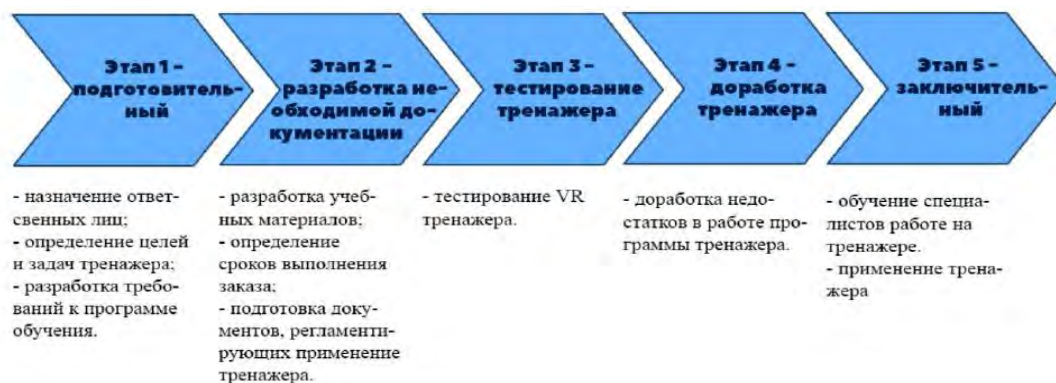 Этап 1 –
подготовитель-
ный
Этап 2 –
разработка не-
обходимой до-
кументации
Этап 3 –
тестирование
тренажера
Этап 4 –
доработка
тренажера
Этап 5 –
заключитель-
ный
- назначение ответ-
свенных лиц;
- определение целей
и задач тренажера;
- разработка требо-
ваний к программе
обучения.
- разработка учеб-
ных материалов;
- определение
сроков выполнения
заказа;
- подготовка доку-
ментов, регламенти-
рующих применение
тренажера.
- тестирование VR
тренажера.
- доработка недо-
статков в работе про-
граммы тренажера.
- обучение специа-
листов работе на
тренажере.
- применение трена-
жера